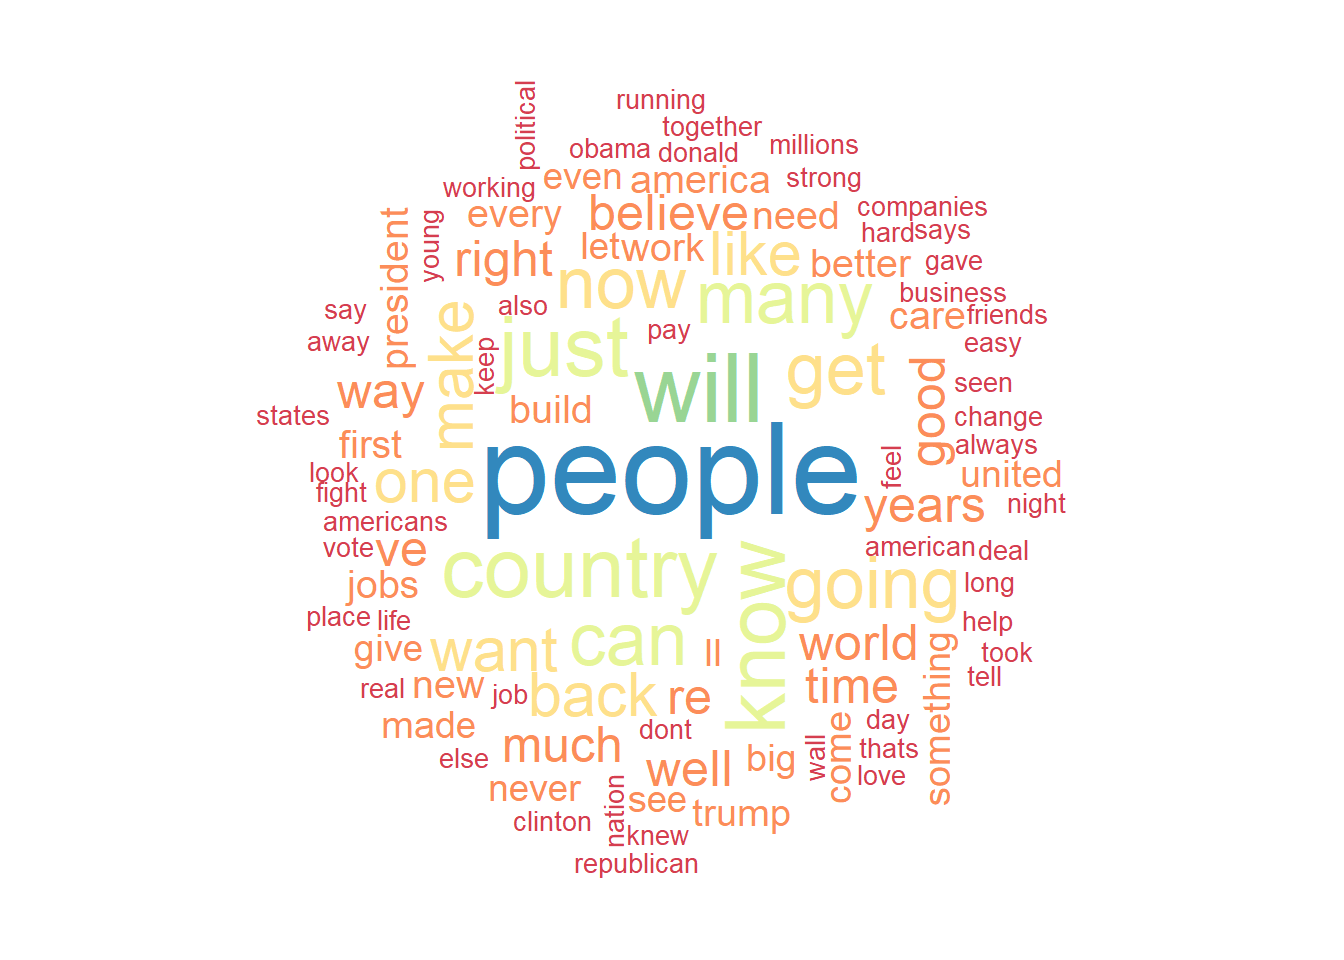 political
running
together
obama
donald
millions
working
even
america
strong
president
young
every
believe
need
companies
right
let
work
like
better
hard
says
gave
say
also
now
many
business
care
friends
away
make
keep
just
pay
will
get
easy
way
build
good
seen
states
change
first
people
feel
always
look
one
united
fight
years
night
americans
vote
ve
country
know
american
deal
jobs
going
long
place
life
can
help
give
want
ll
world
something
took
real
new
job
back
re
time
tell
made
much
dont
come
day
else
well
big
wall
thats
love
never
see
trump
clinton
nation
knew
republican